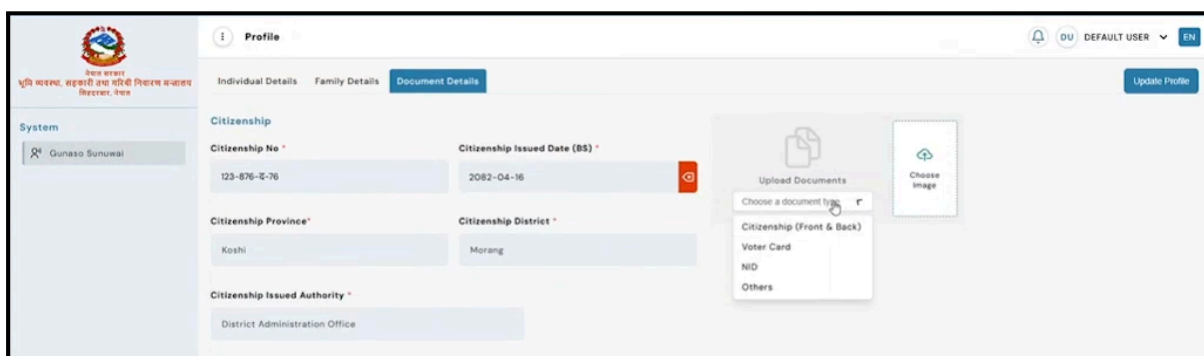 Profile
DU DEFAULT USER EN
नेपाल सरकार
भूमि व्यवस्था, सहकारी तथा गरिबी निवारण मन्त्रालय
सिंहदरबार, नेपाल
Individual Details Family Details Document Details Update Profile
System
Gunaso Sunuwai
Citizenship
Citizenship No * Citizenship Issued Date (BS) *
123-876-द-76 2082-04-16
Upload Documents
Choose a document type
Citizenship (Front & Back)
Voter Card
NID
Others
Choose
Image
Citizenship Province* Citizenship District *
Koshi Morang
Citizenship Issued Authority *
District Administration Office